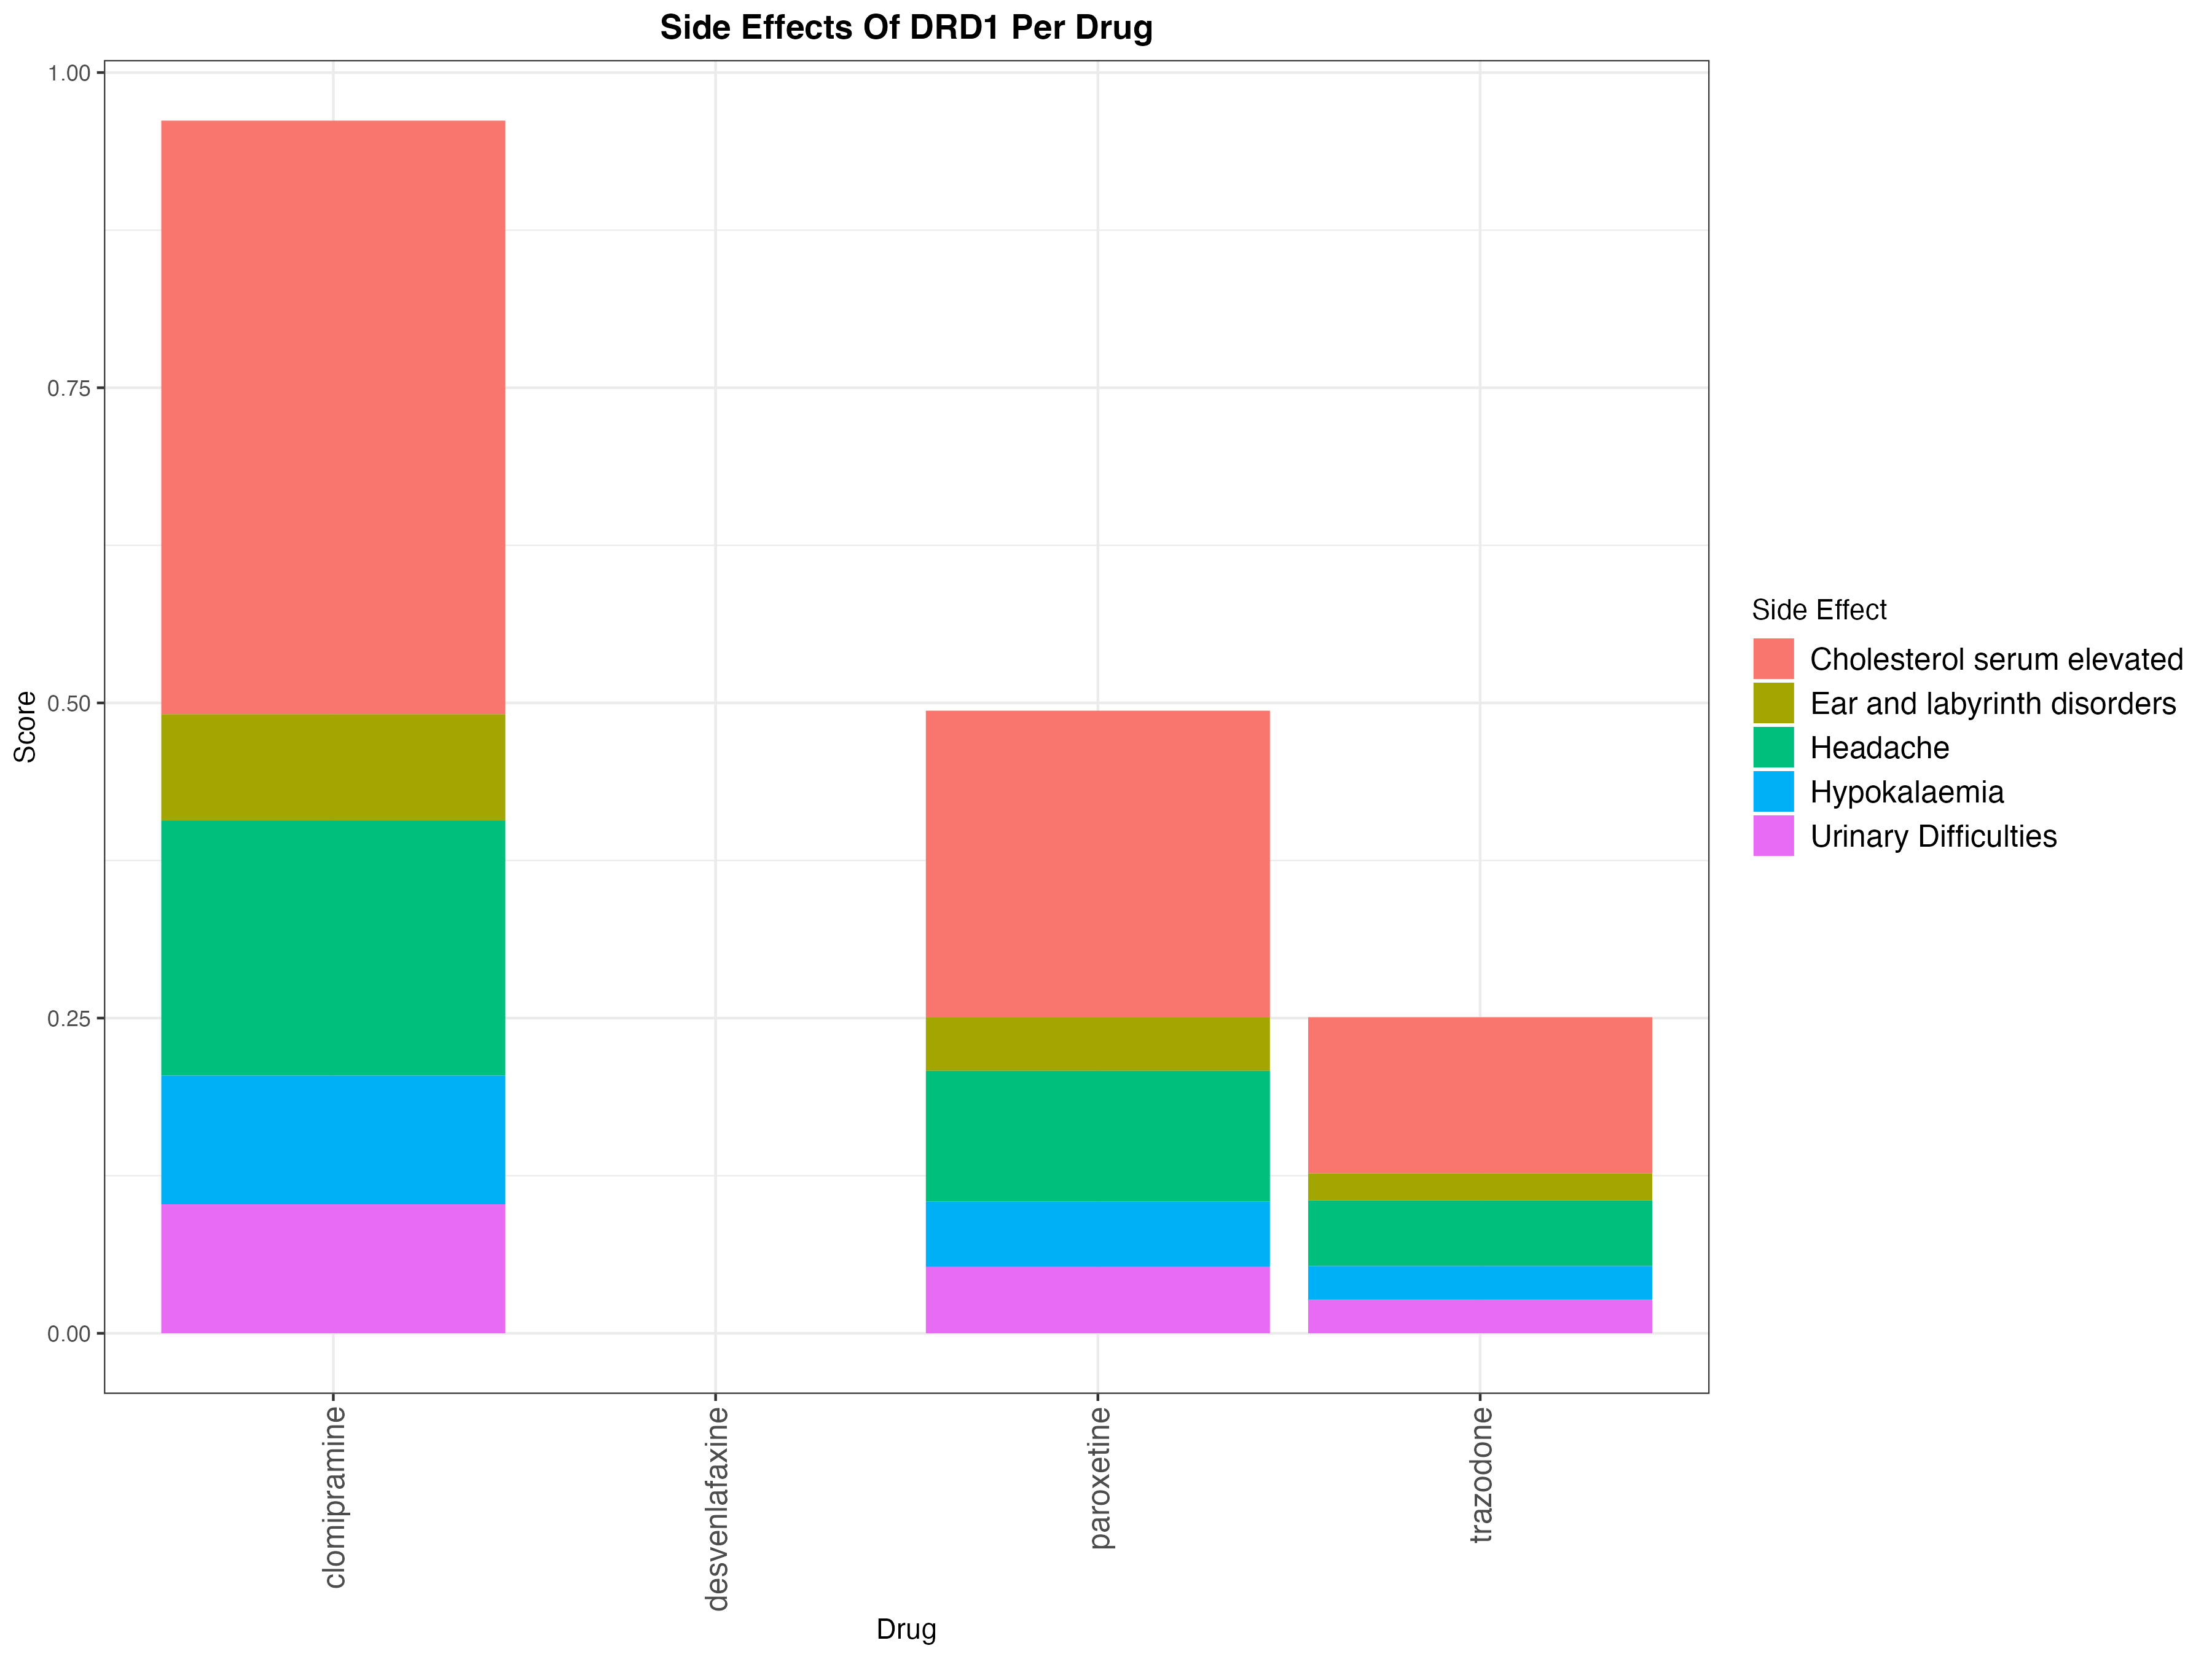 Side Effects Of DRD1 Per Drug
1.00
0.75
0.50
0.25
0.00
Score
clomipramine
desvenlafaxine
paroxetine
trazodone
Drug
Side Effect
Cholesterol serum elevated
Ear and labyrinth disorders
Headache
Hypokalaemia
Urinary Difficulties